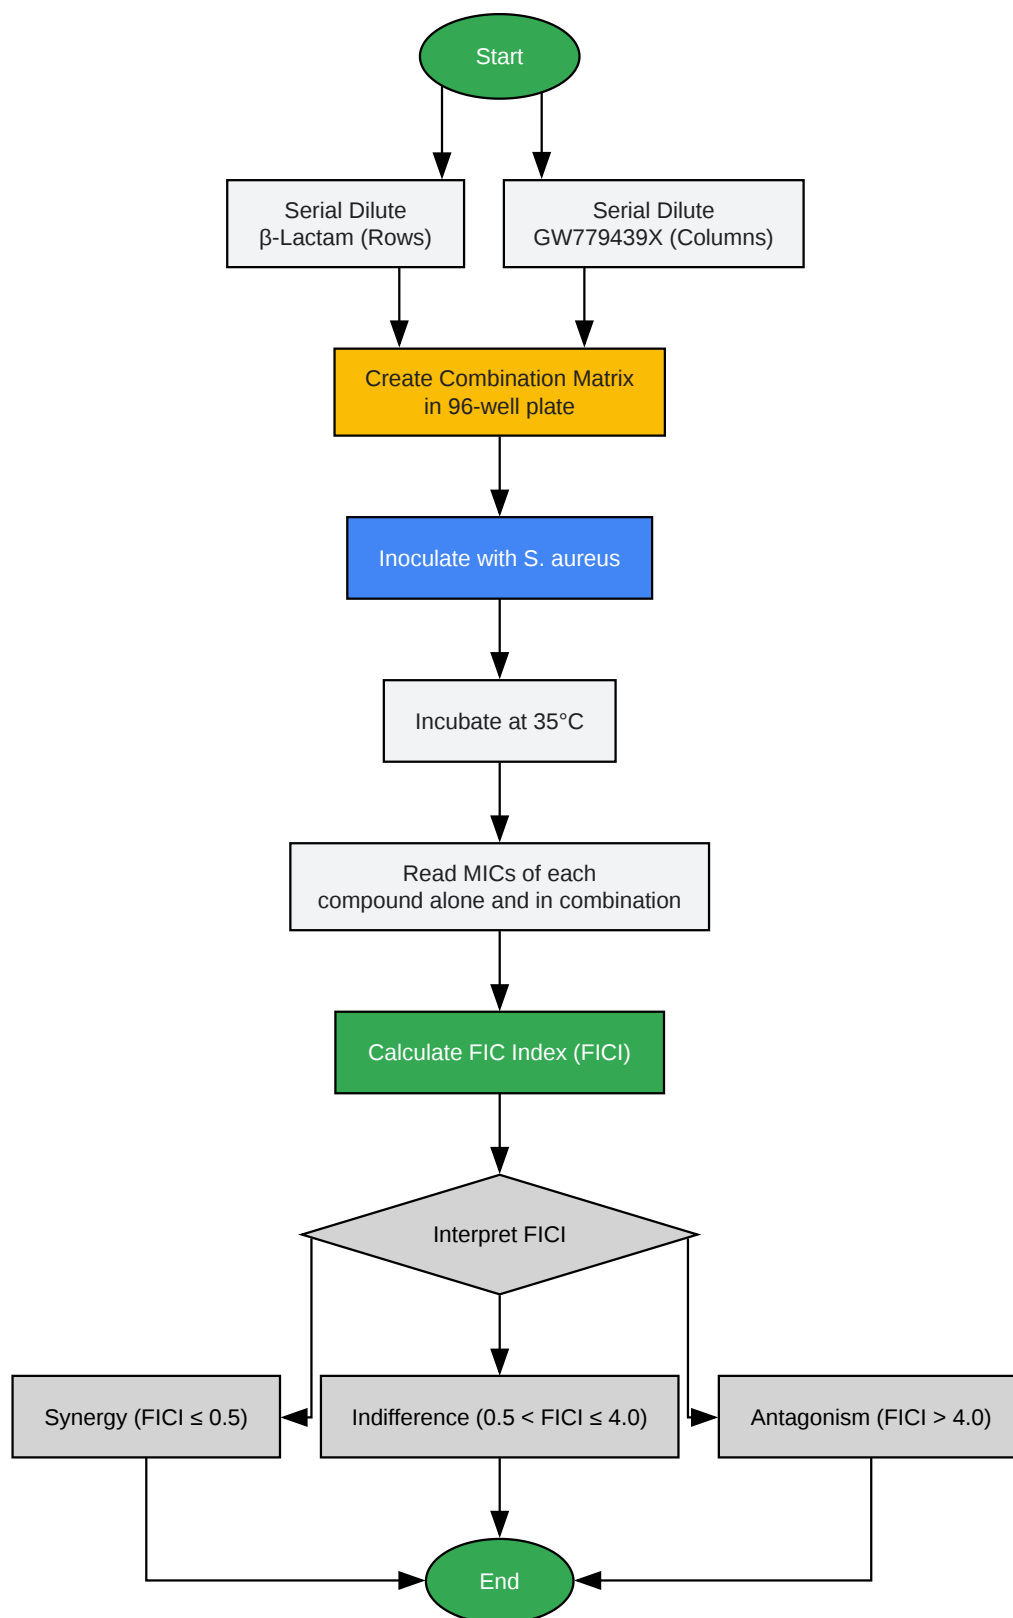 Start
Serial Dilute
β-Lactam (Rows)
Serial Dilute
GW779439X (Columns)
Create Combination Matrix
in 96-well plate
Inoculate with S. aureus
Incubate at 35°C
Read MICs of each
compound alone and in combination
Calculate FIC Index (FICI)
Interpret FICI
Synergy (FICI ≤ 0.5)
Indifference (0.5 < FICI ≤ 4.0)
Antagonism (FICI > 4.0)
End